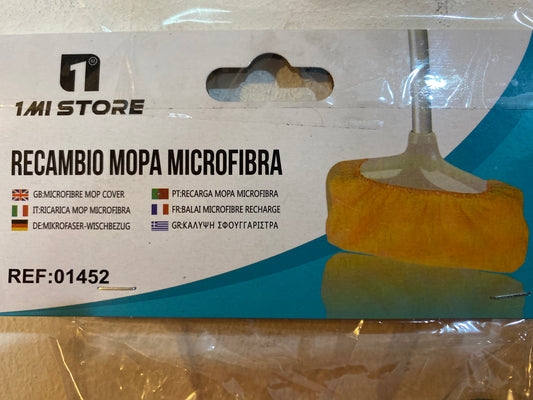 1
1MI STORE
RECAMBIO MOPA MICROFIBRA
GB:MICROFIBRE MOP COVER
PT:RECARGA MOPA MICROFIBRA
IT:RICARICA MOP MICROFIBRA
FR:BALAI MICROFIBRE RECHARGE
DE:MIKROFASER-WISCHBEZUG
GR:ΚΑΛΥΨΗ ΣΦΟΥΓΓΑΡΙΣΤΡΑ
REF:01452